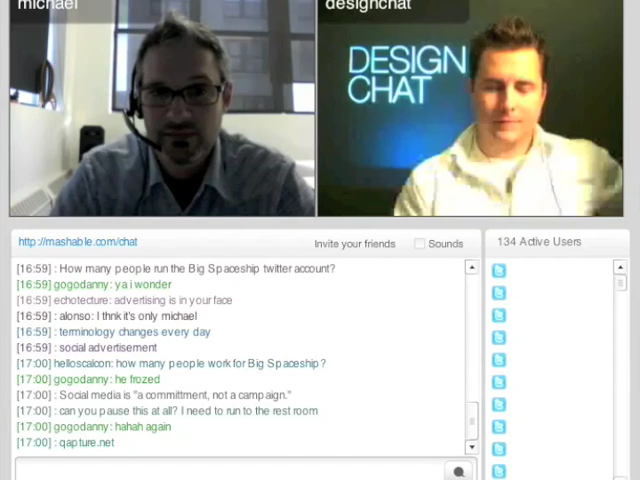 michael
designchat
DESIGN
CHAT
http://mashable.com/chat
Invite your friends
Sounds
134 Active Users
[16:59] : How many people run the Big Spaceship twitter account?
[16:59] gogodanny: ya i wonder
[16:59] echotecture: advertising is in your face
[16:59] : alonso: I thnk it's only michael
[16:59] : terminology changes every day
[16:59] : social advertisement
[17:00] helloscalcon: how many people work for Big Spaceship?
[17:00] gogodanny: he frozed
[17:00] : Social media is "a committment, not a campaign."
[17:00] : can you pause this at all? I need to run to the rest room
[17:00] gogodanny: hahah again
[17:00] : qapture.net